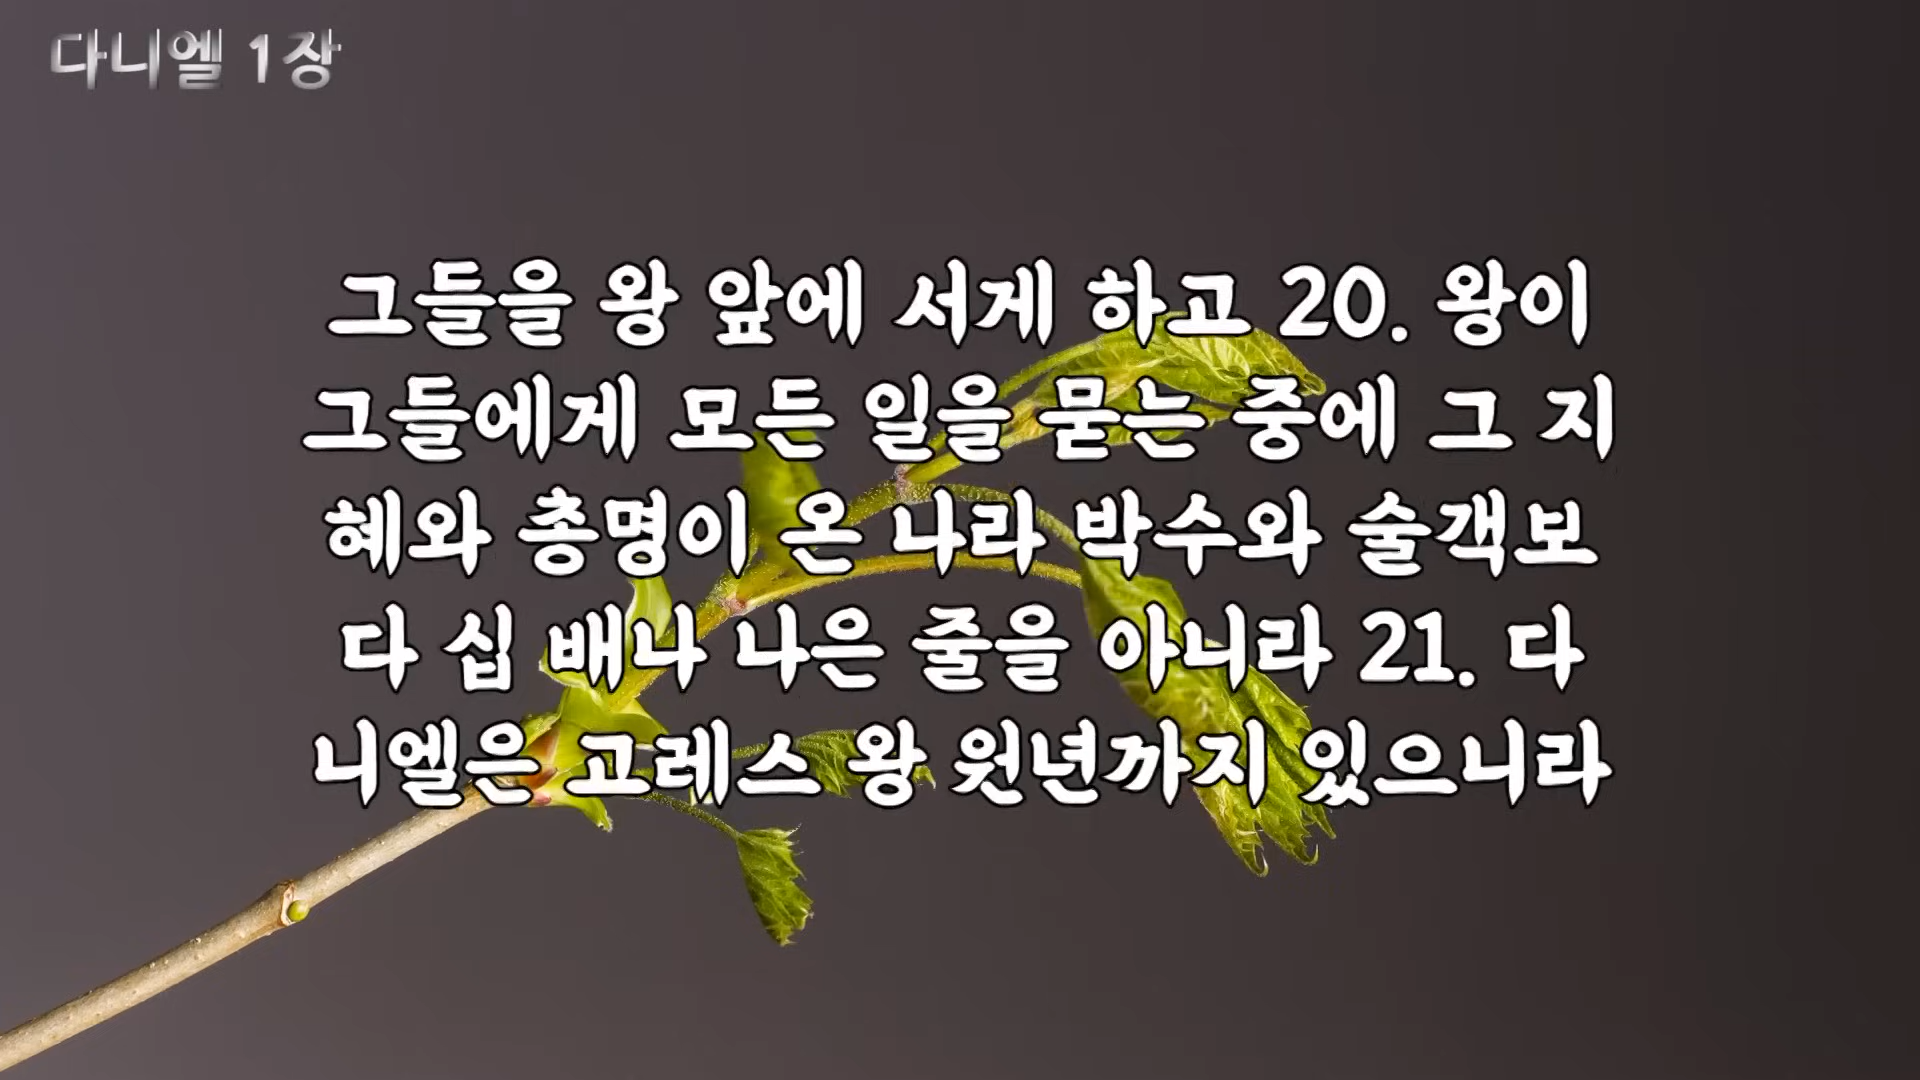 다니엘 1장
그들을 왕 앞에 서게 하고 20. 왕이
그들에게 모든 일을 묻는 중에 그 지
혜와 총명이 온 나라 박수와 술객보
다 십 배나 나은 줄을 아니라 21. 다
니엘은 고레스 왕 원년까지 있으니라